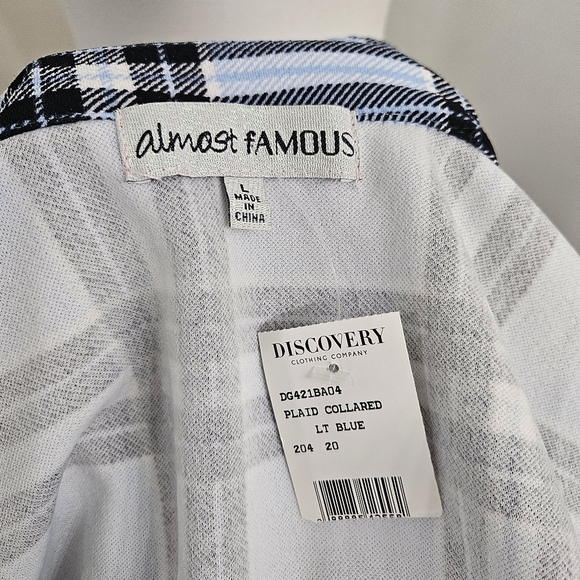 almost fAMOUS
L
MADE
IN
CHINA
DISCOVERY
CLOTHING COMPANY
DG421BA04
PLAID COLLARED
LT BLUE
204 20